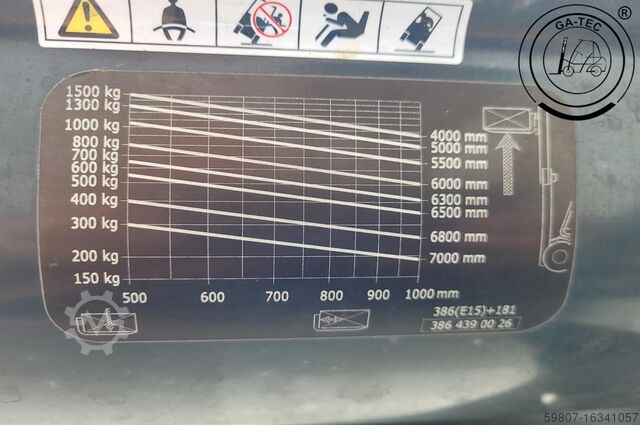 GA-TEC ®
1500 kg
1300 kg
1000 kg
800 kg
700 kg
600 kg
500 kg
400 kg
300 kg
200 kg
150 kg
4000 mm
5000 mm
5500 mm
6000 mm
6300 mm
6500 mm
6800 mm
7000 mm
500 600 700 800 900 1000 mm
386(E15)+181
386 439 00 26
59807-16341057